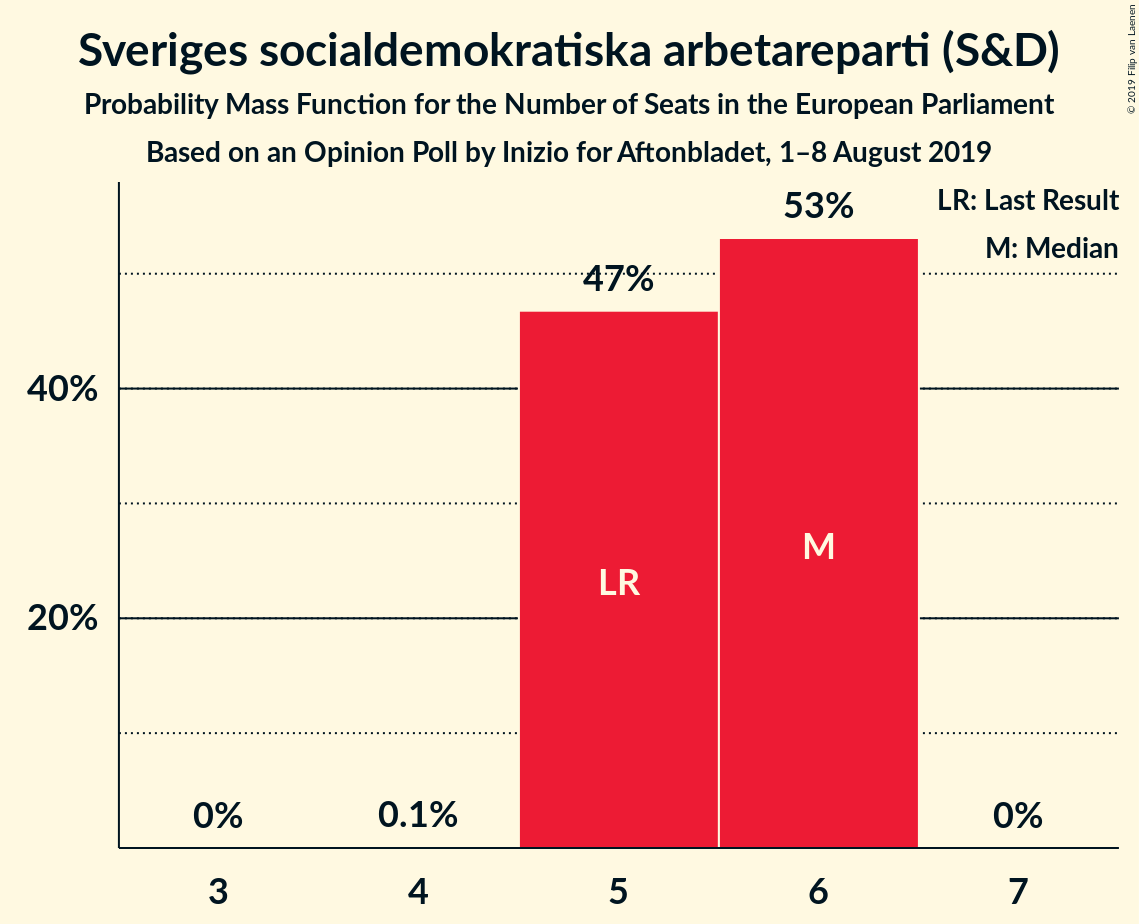 Sveriges socialdemokratiska arbetareparti (S&D)
Probability Mass Function for the Number of Seats in the European Parliament
Based on an Opinion Poll by Inizio for Aftonbladet, 1–8 August 2019
© 2019 Filip van Laenen
LR: Last Result
M: Median
53%
47%
40%
20%
LR
M
0%
0.1%
0%
3
4
5
6
7